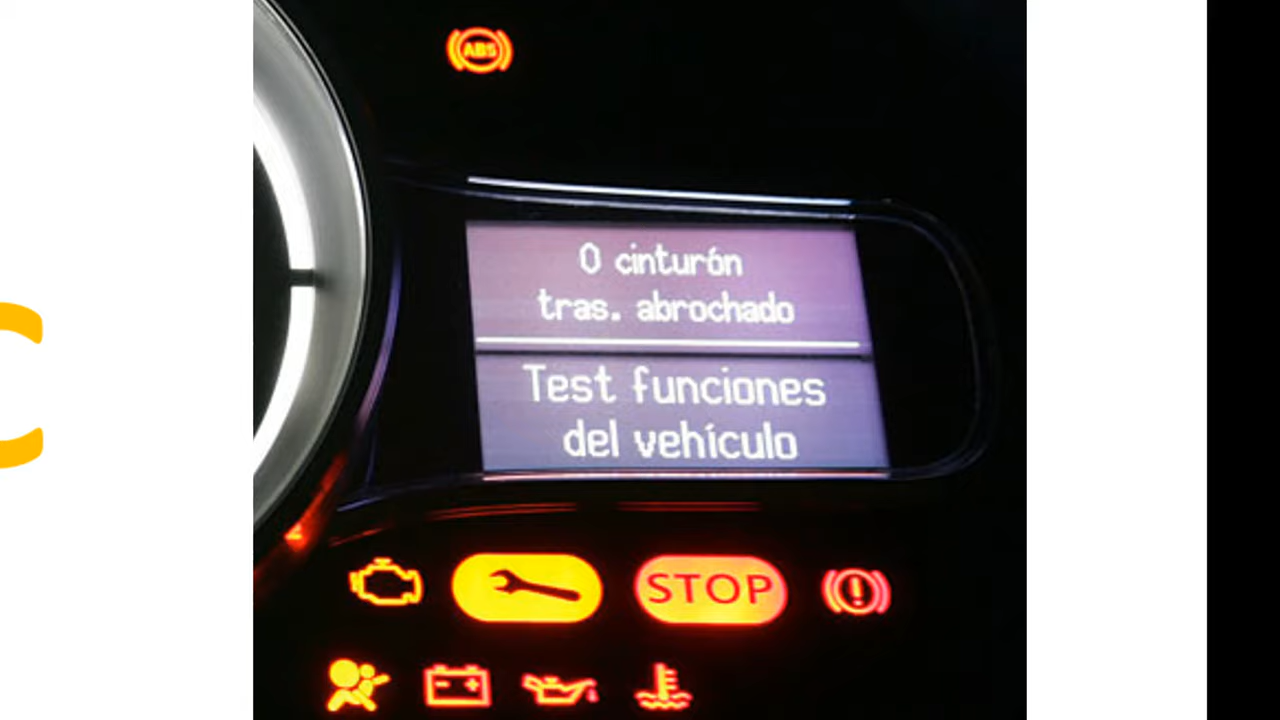 ABS
0 cinturón
tras. abrochado
Test funciones
del vehículo
STOP